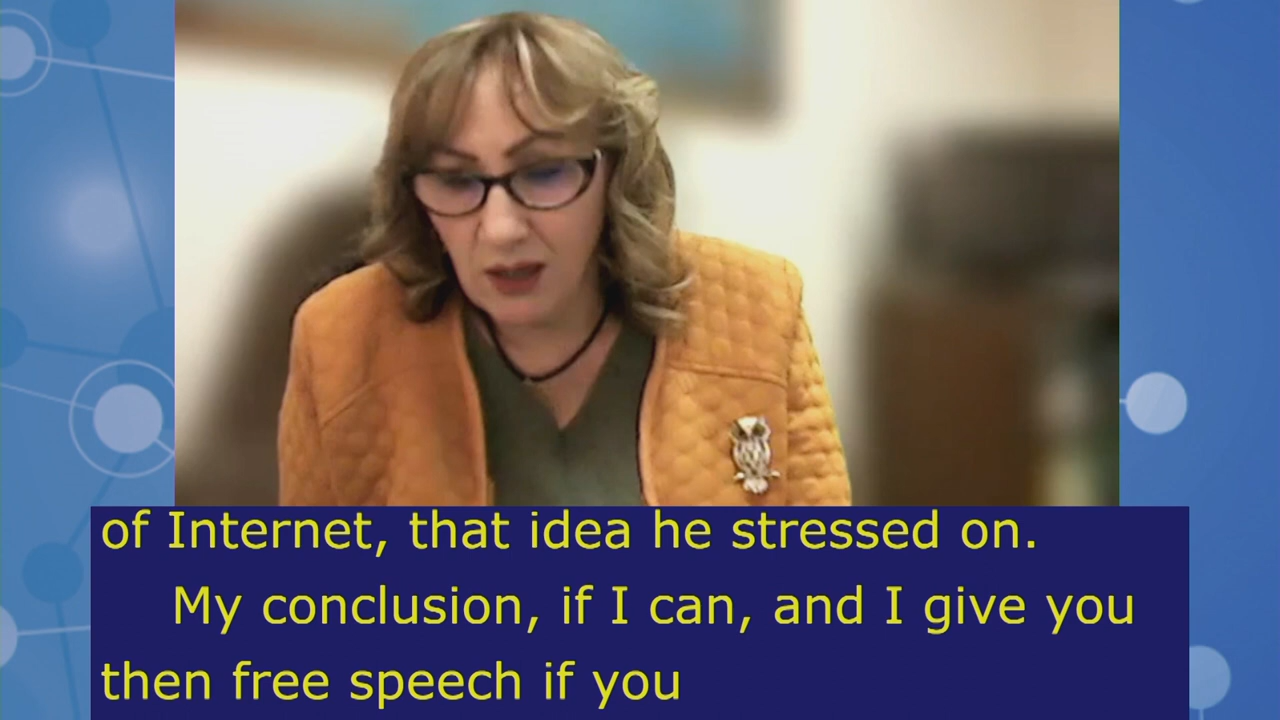 of Internet, that idea he stressed on.
My conclusion, if I can, and I give you
then free speech if you